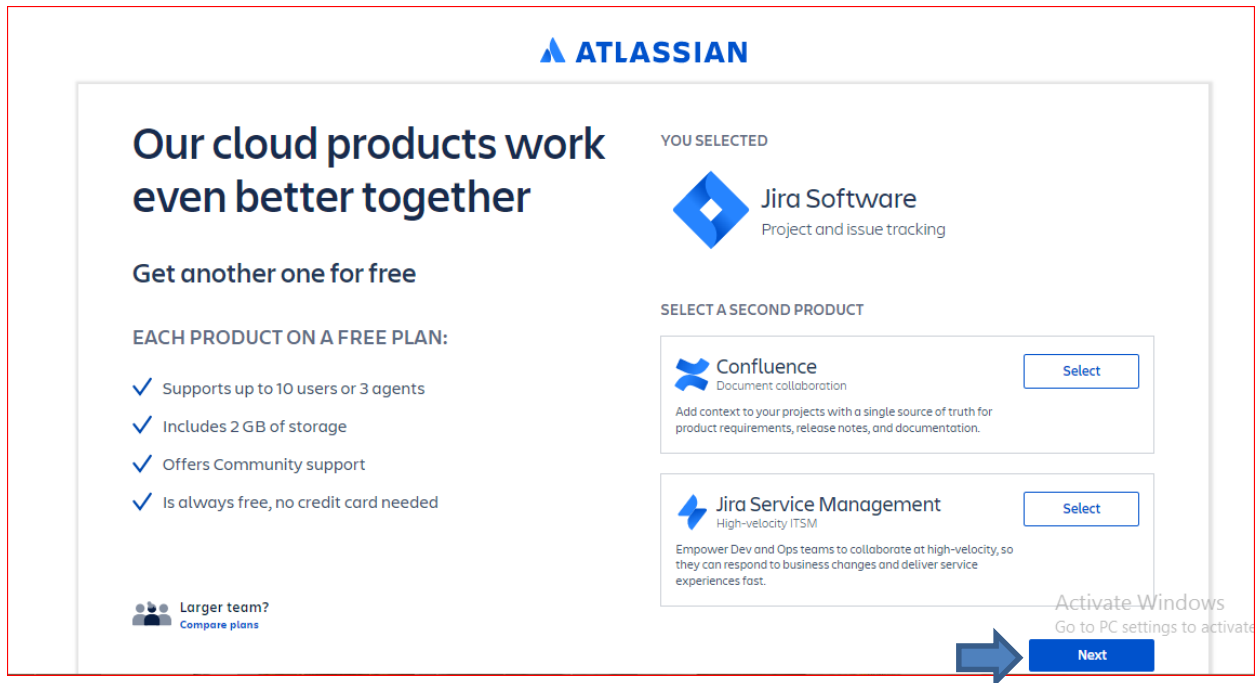 ATLASSIAN
Our cloud products work
even better together
Get another one for free
EACH PRODUCT ON A FREE PLAN:
Supports up to 10 users or 3 agents
Includes 2 GB of storage
Offers Community support
Is always free, no credit card needed
Larger team?
Compare plans
YOU SELECTED
Jira Software
Project and issue tracking
SELECT A SECOND PRODUCT
Confluence
Document collaboration
Select
Add context to your projects with a single source of truth for
product requirements, release notes, and documentation.
Jira Service Management
High-velocity ITSM
Select
Empower Dev and Ops teams to collaborate at high-velocity, so
they can respond to business changes and deliver service
experiences fast.
Activate Windows
Go to PC settings to activate
Next